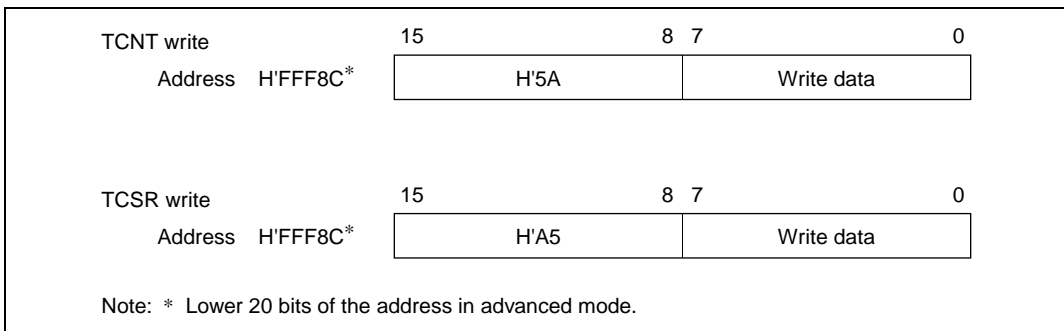 TCNT write 15 8 7 0
Address H'FFF8C* H'5A Write data
TCSR write 15 8 7 0
Address H'FFF8C* H'A5 Write data
Note: * Lower 20 bits of the address in advanced mode.